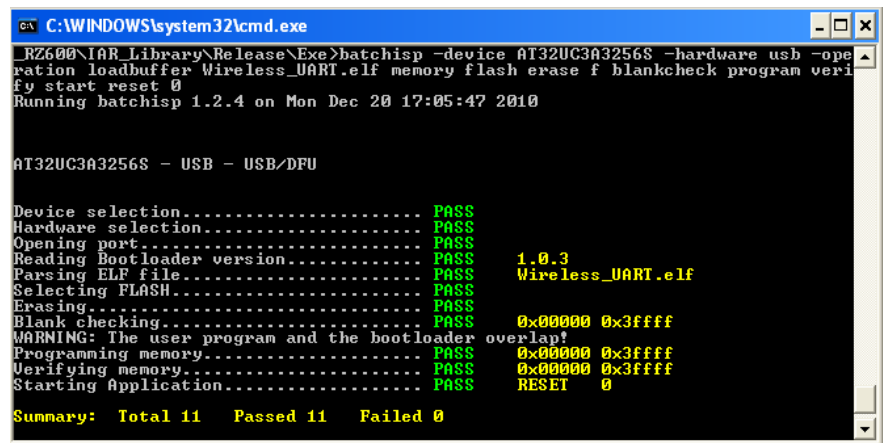 C:\WINDOWS\system32\cmd.exe
_RZ600\IAR_Library\Release\Exe>batchisp -device AT32UC3A3256S -hardware usb -ope
ration loadbuffer Wireless_UART.elf memory flash erase f blankcheck program veri
fy start reset 0
Running batchisp 1.2.4 on Mon Dec 20 17:05:47 2010
AT32UC3A3256S - USB - USB/DFU
Device selection....................... PASS
Hardware selection..................... PASS
Opening port........................... PASS
Reading Bootloader version............. PASS 1.0.3
Parsing ELF file....................... PASS Wireless_UART.elf
Selecting FLASH........................ PASS
Erasing................................ PASS
Blank checking......................... PASS 0x00000 0x3ffff
WARNING: The user program and the bootloader overlap!
Programming memory..................... PASS 0x00000 0x3ffff
Verifying memory....................... PASS 0x00000 0x3ffff
Starting Application................... PASS RESET 0
Summary: Total 11 Passed 11 Failed 0